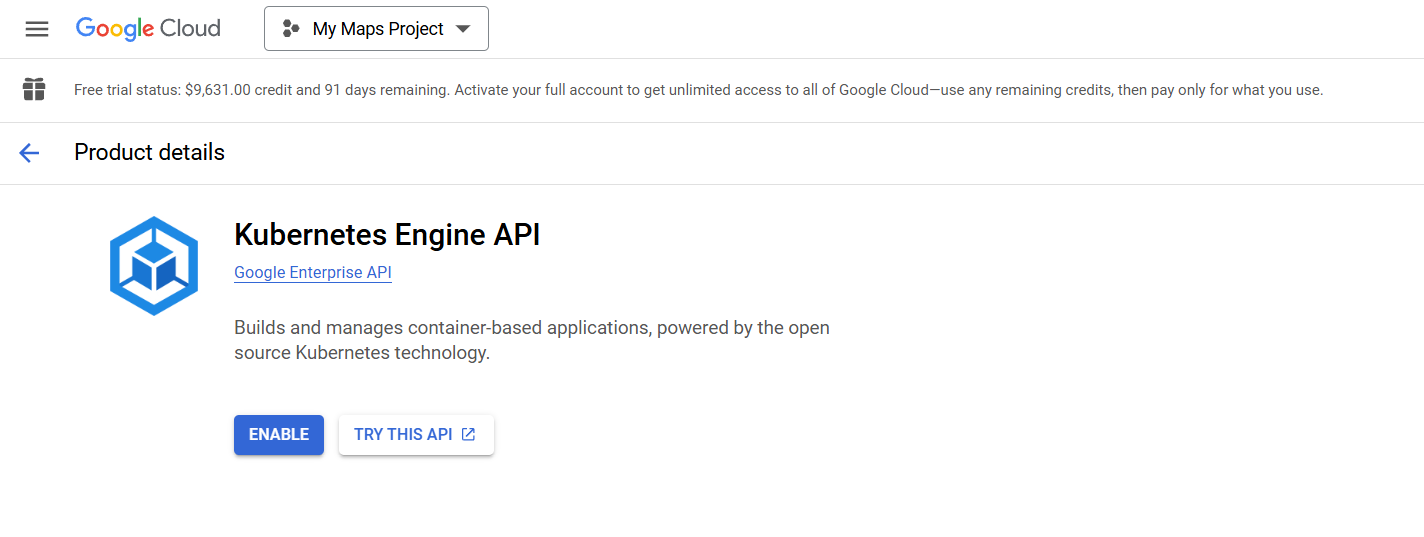 Google Cloud
My Maps Project
Free trial status: $9,631.00 credit and 91 days remaining. Activate your full account to get unlimited access to all of Google Cloud—use any remaining credits, then pay only for what you use.
Product details
Kubernetes Engine API
Google Enterprise API
Builds and manages container-based applications, powered by the open
source Kubernetes technology.
ENABLE
TRY THIS API